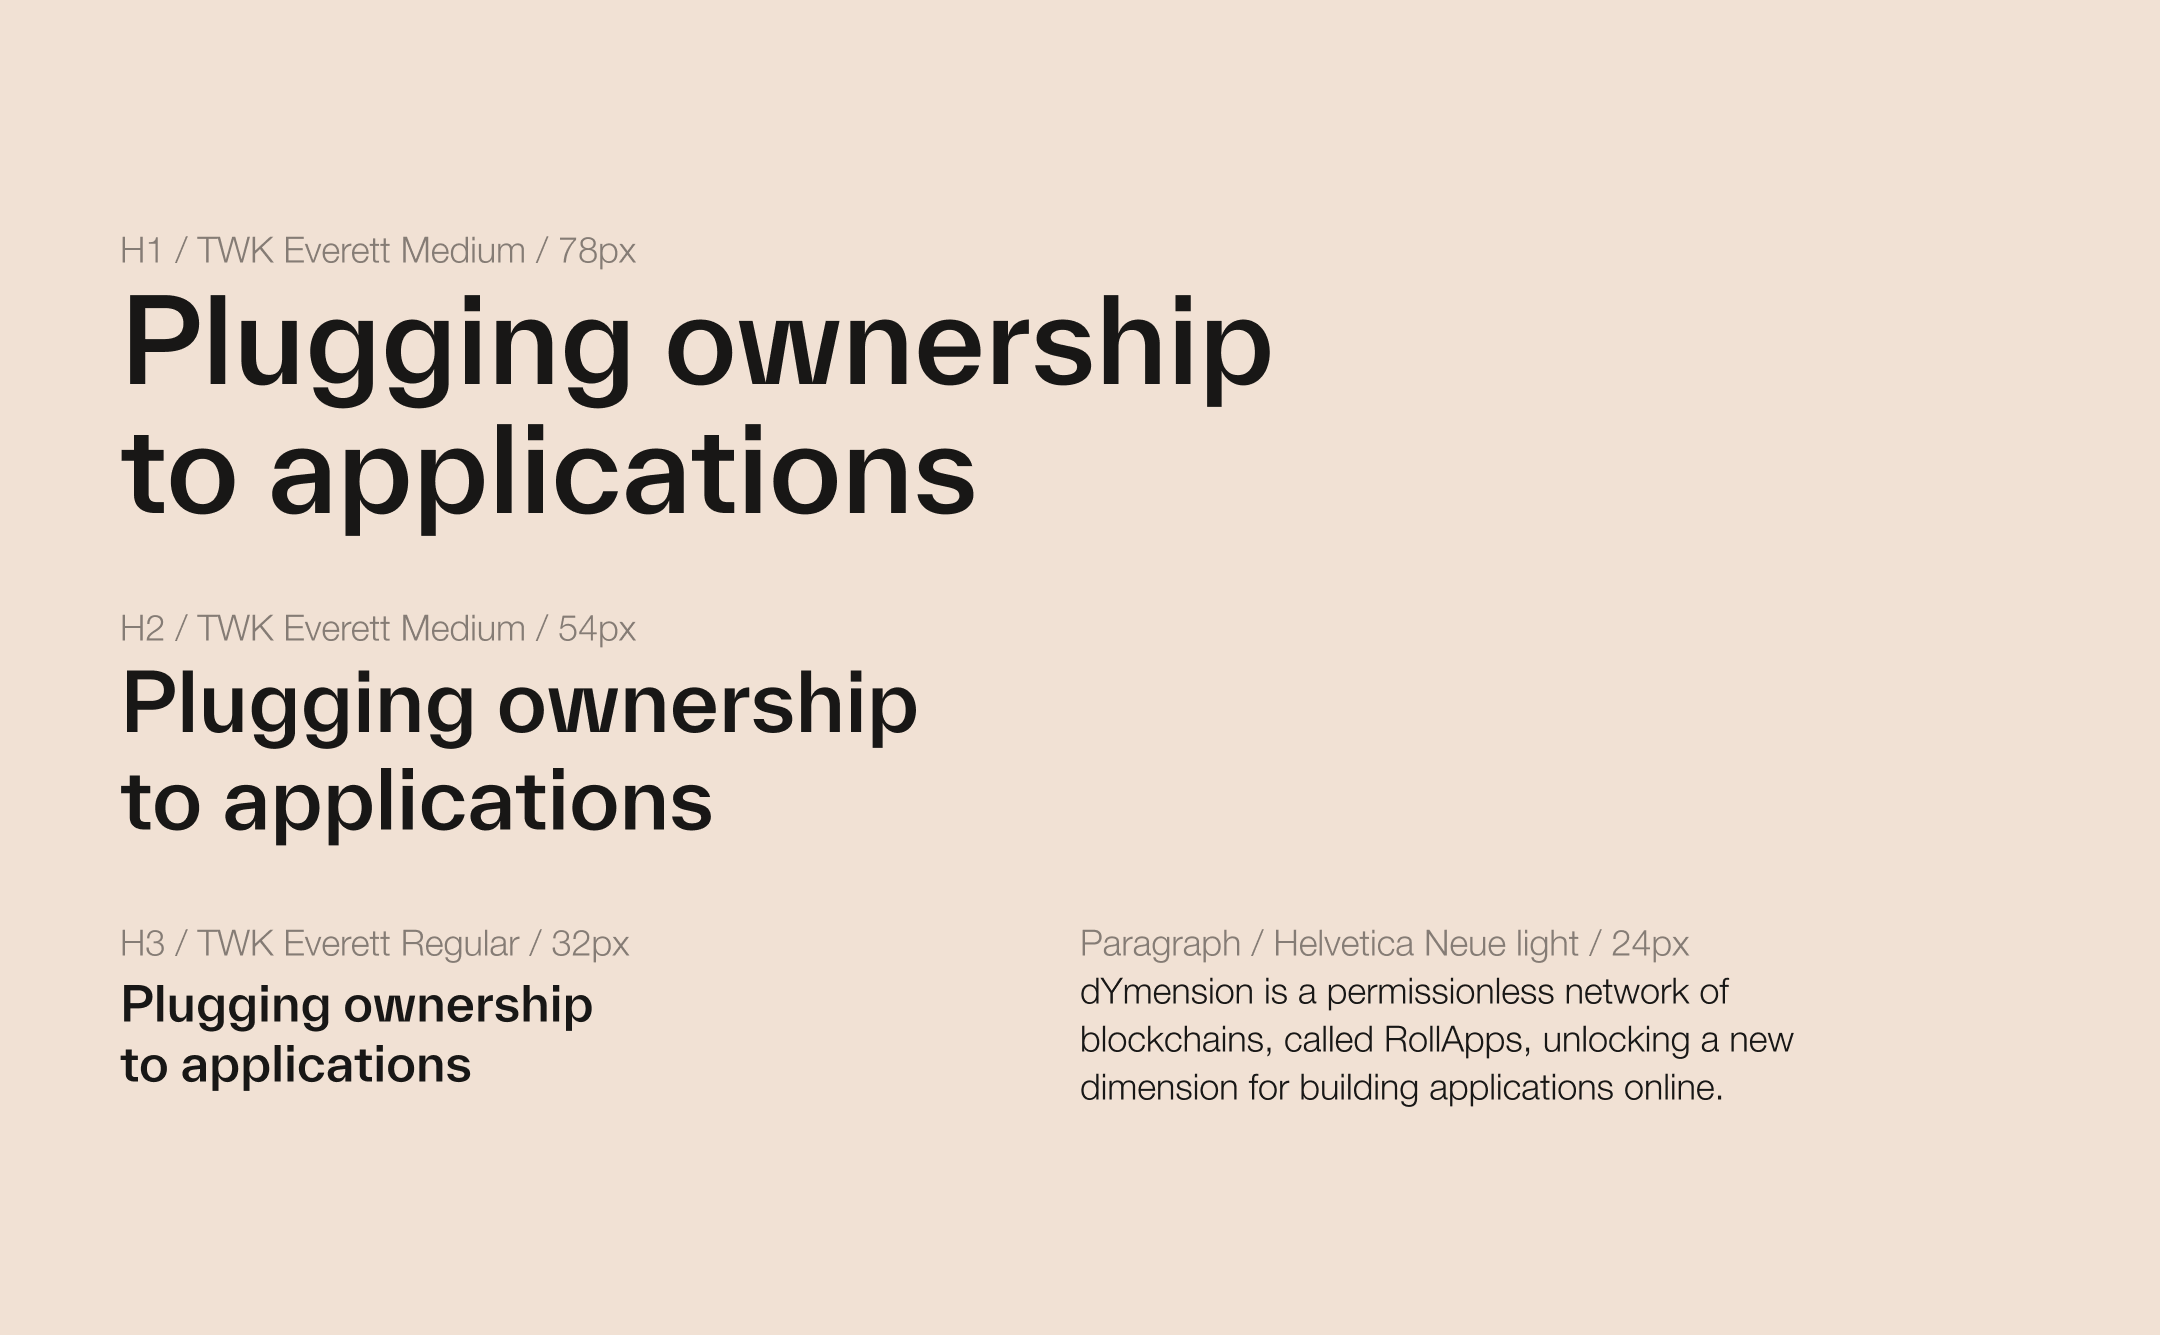 H1 / TWK Everett Medium / 78px
Plugging ownership
to applications
H2 / TWK Everett Medium / 54px
Plugging ownership
to applications
H3 / TWK Everett Regular / 32px
Plugging ownership
to applications
Paragraph / Helvetica Neue light / 24px
dYmension is a permissionless network of
blockchains, called RollApps, unlocking a new
dimension for building applications online.